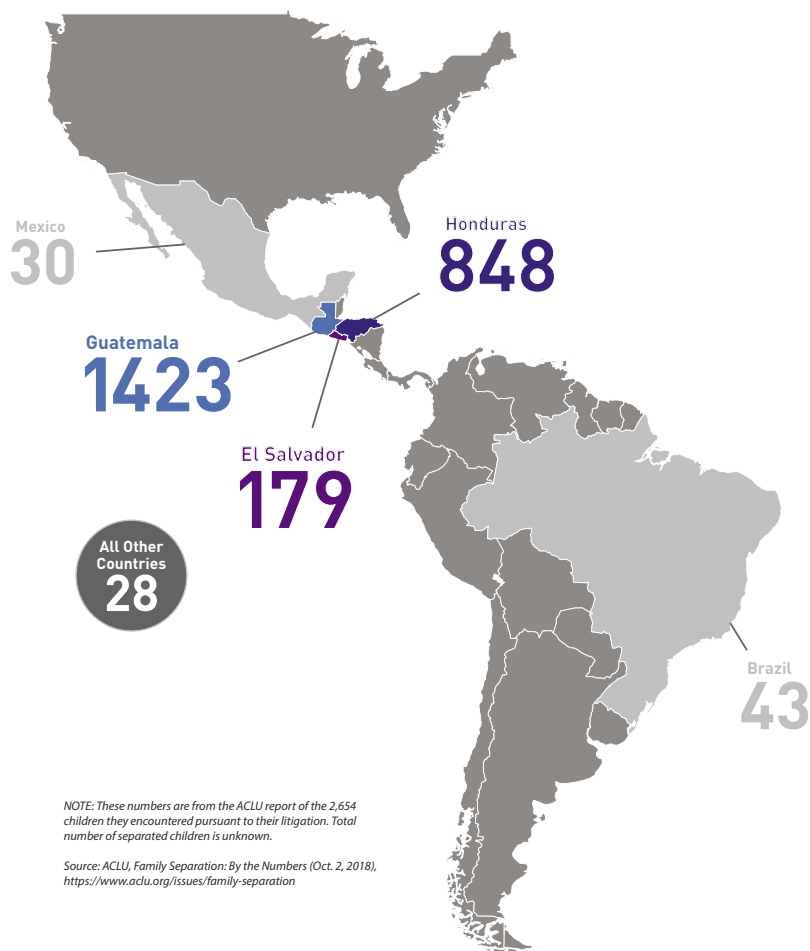 Mexico
30
Honduras
848
Guatemala
1423
El Salvador
179
All Other
Countries
28
Brazil
43
NOTE: These numbers are from the ACLU report of the 2,654
children they encountered pursuant to their litigation. Total
number of separated children is unknown.
Source: ACLU, Family Separation: By the Numbers (Oct. 2, 2018),
https://www.aclu.org/issues/family-separation